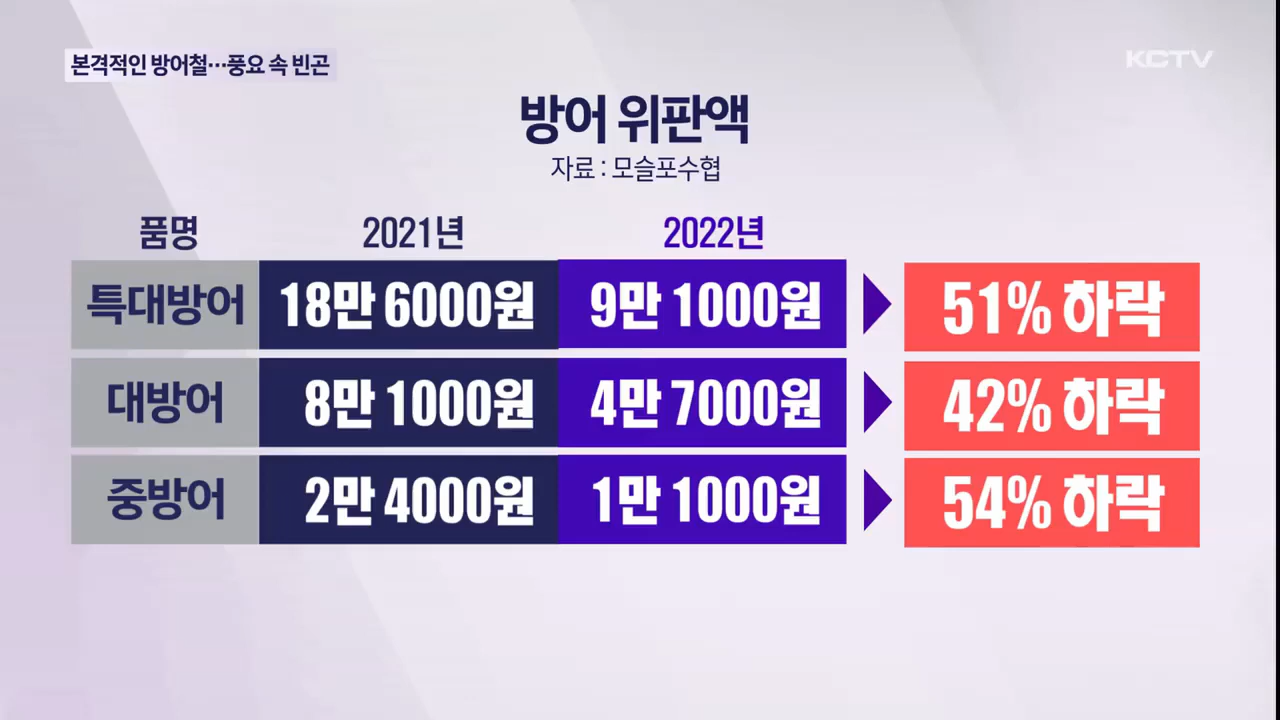 본격적인 방어철…풍요 속 빈곤
KCTV
방어 위판액
자료 : 모슬포수협
품명 2021년 2022년
특대방어 18만 6000원 9만 1000원 51% 하락
대방어 8만 1000원 4만 7000원 42% 하락
중방어 2만 4000원 1만 1000원 54% 하락